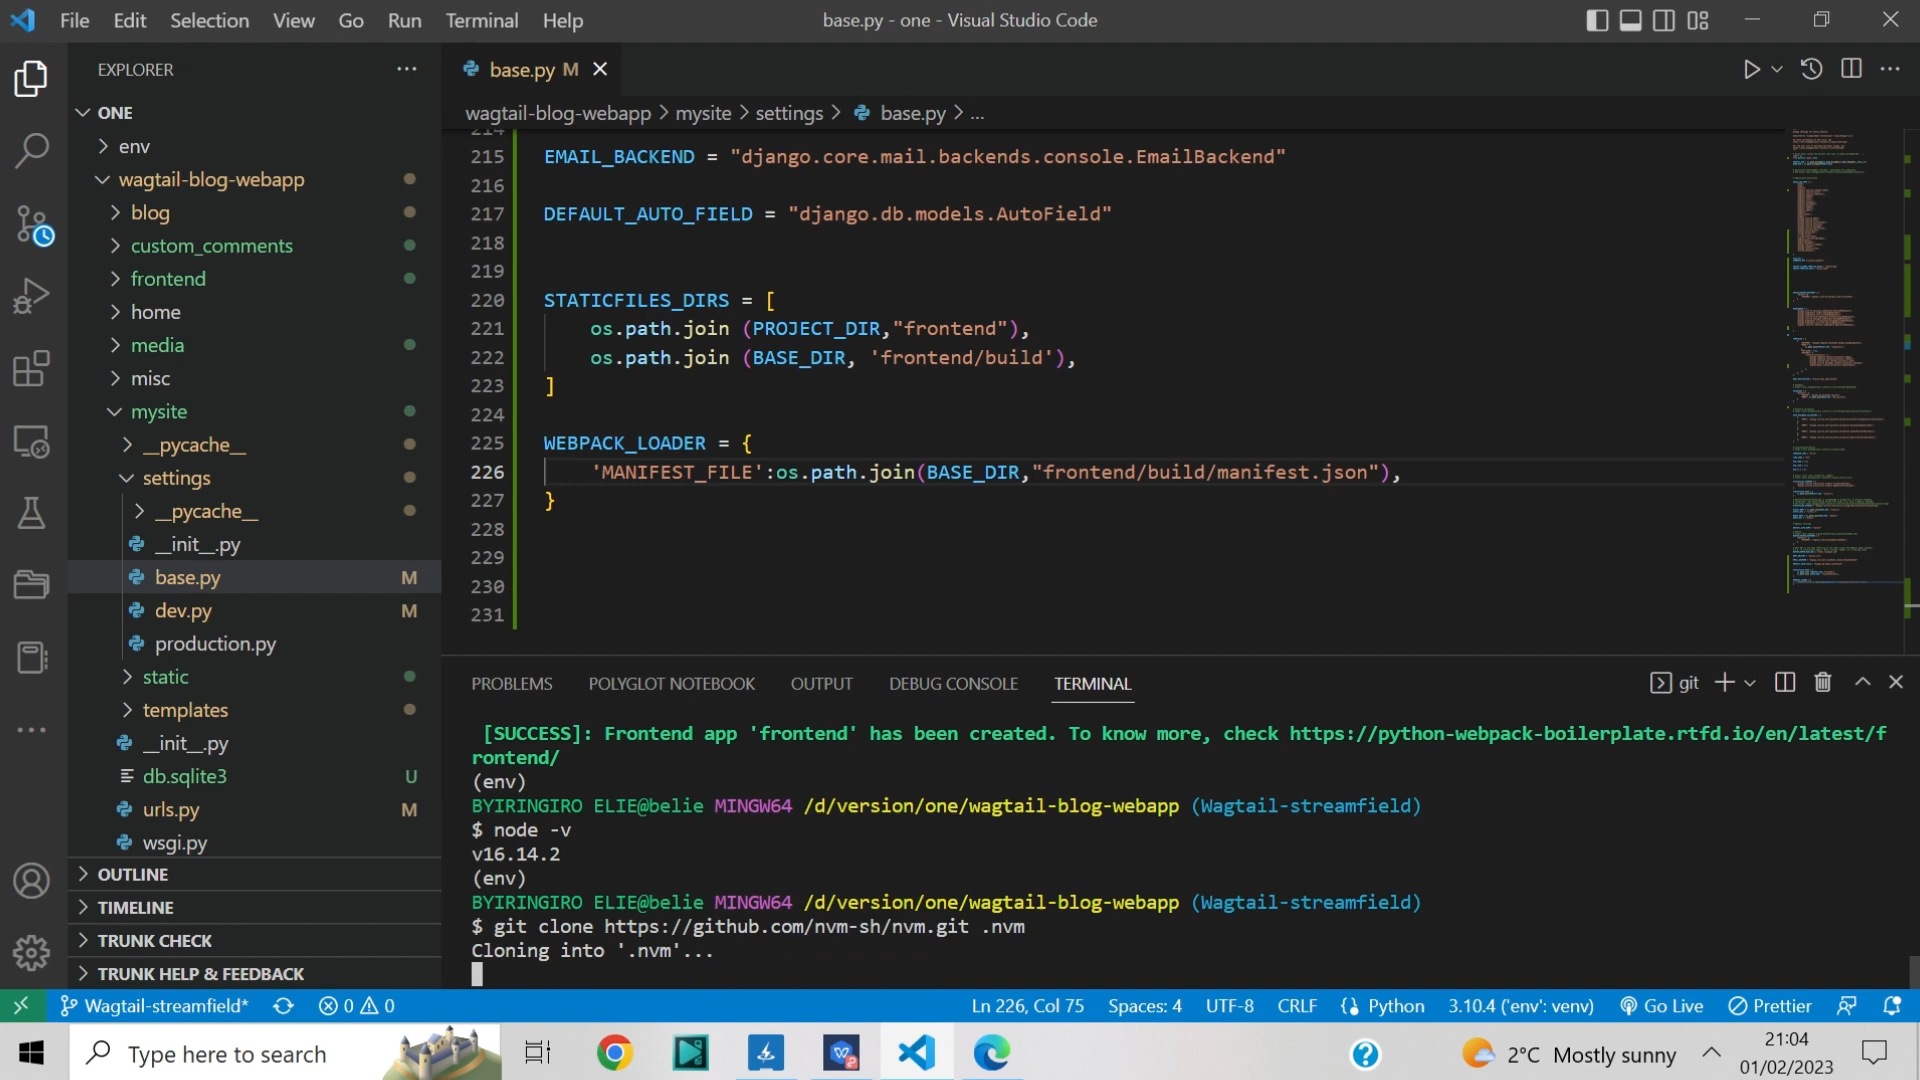 File Edit Selection View Go Run Terminal Help
base.py - one - Visual Studio Code
EXPLORER
ONE
env
wagtail-blog-webapp
blog
custom_comments
frontend
home
media
misc
mysite
__pycache__
settings
__pycache__
__init__.py
base.py M
dev.py M
production.py
static
templates
__init__.py
db.sqlite3 U
urls.py M
wsgi.py
OUTLINE
TIMELINE
TRUNK CHECK
TRUNK HELP & FEEDBACK
base.py M
wagtail-blog-webapp > mysite > settings > base.py > ...
214
215 EMAIL_BACKEND = "django.core.mail.backends.console.EmailBackend"
216
217 DEFAULT_AUTO_FIELD = "django.db.models.AutoField"
218
219
220 STATICFILES_DIRS = [
221 os.path.join (PROJECT_DIR,"frontend"),
222 os.path.join (BASE_DIR, 'frontend/build'),
223 ]
224
225 WEBPACK_LOADER = {
226 'MANIFEST_FILE':os.path.join(BASE_DIR,"frontend/build/manifest.json"),
227 }
228
229
230
231
PROBLEMS POLYGLOT NOTEBOOK OUTPUT DEBUG CONSOLE TERMINAL
git
[SUCCESS]: Frontend app 'frontend' has been created. To know more, check https://python-webpack-boilerplate.rtfd.io/en/latest/f
rontend/
(env)
BYIRINGIRO ELIE@belie MINGW64 /d/version/one/wagtail-blog-webapp (Wagtail-streamfield)
$ node -v
v16.14.2
(env)
BYIRINGIRO ELIE@belie MINGW64 /d/version/one/wagtail-blog-webapp (Wagtail-streamfield)
$ git clone https://github.com/nvm-sh/nvm.git .nvm
Cloning into '.nvm'...
Wagtail-streamfield* 0 0 Ln 226, Col 75 Spaces: 4 UTF-8 CRLF Python 3.10.4 ('env': venv) Go Live Prettier
Type here to search
2°C Mostly sunny
21:04
01/02/2023